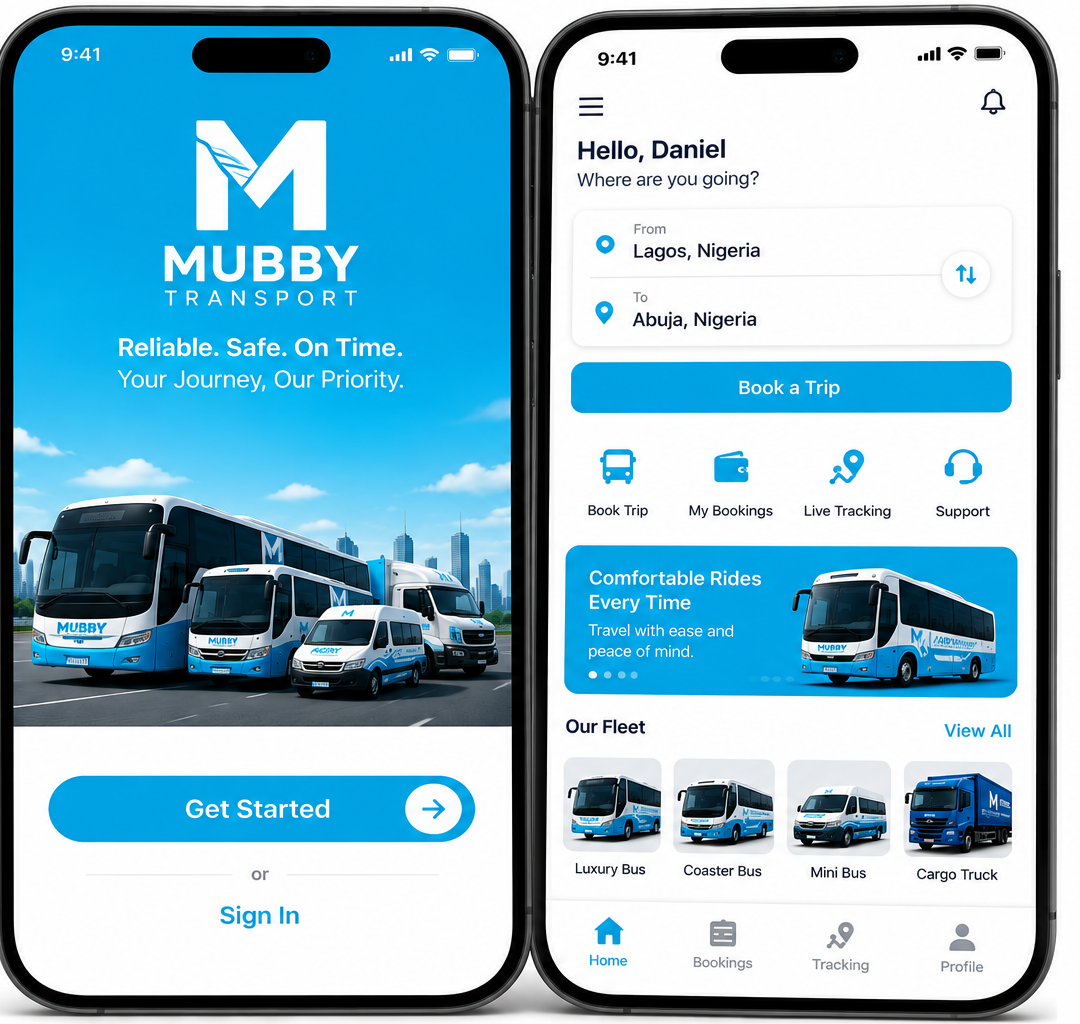 9:41
M
MUBBY
TRANSPORT
Reliable. Safe. On Time.
Your Journey, Our Priority.
M
MUBBY
MUBBY
M
M
Get Started
or
Sign In
9:41
Hello, Daniel
Where are you going?
From
Lagos, Nigeria
To
Abuja, Nigeria
Book a Trip
Book Trip
My Bookings
Live Tracking
Support
Comfortable Rides
Every Time
Travel with ease and
peace of mind.
MUBBY
M
Our Fleet
View All
M
Luxury Bus
Coaster Bus
Mini Bus
Cargo Truck
Home
Bookings
Tracking
Profile